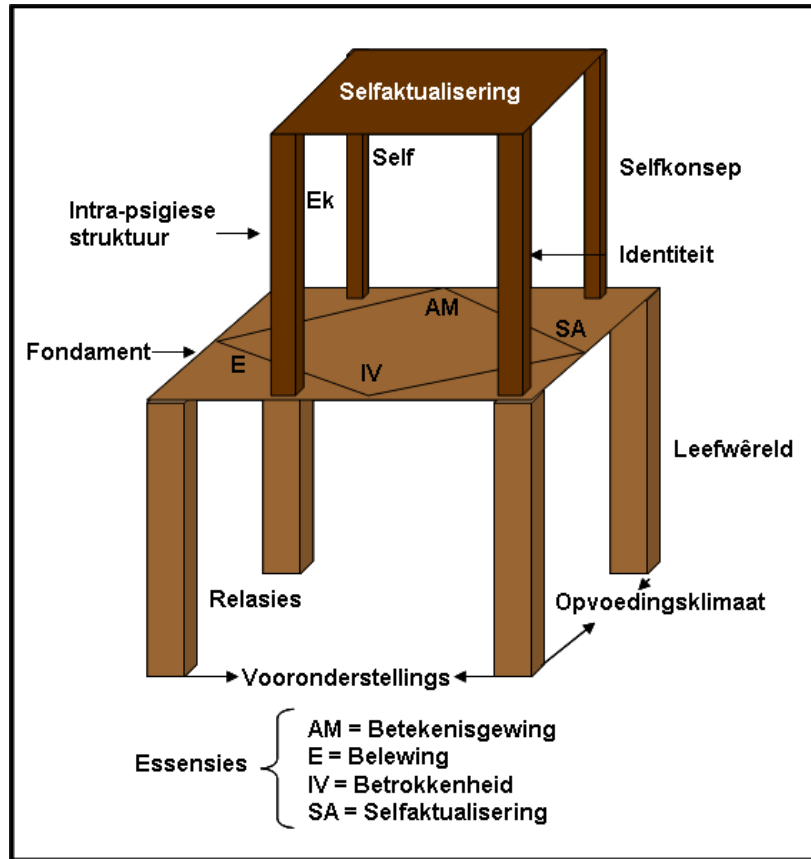 Selfaktualisering
Self
Selfkonsep
Ek
Intra-psigiese
struktuur
Identiteit
AM
SA
Fondament
E
IV
Leefwêreld
Relasies
Opvoedingsklimaat
Vooronderstellings
Essensies
AM = Betekenisgewing
E = Belewing
IV = Betrokkenheid
SA = Selfaktualisering